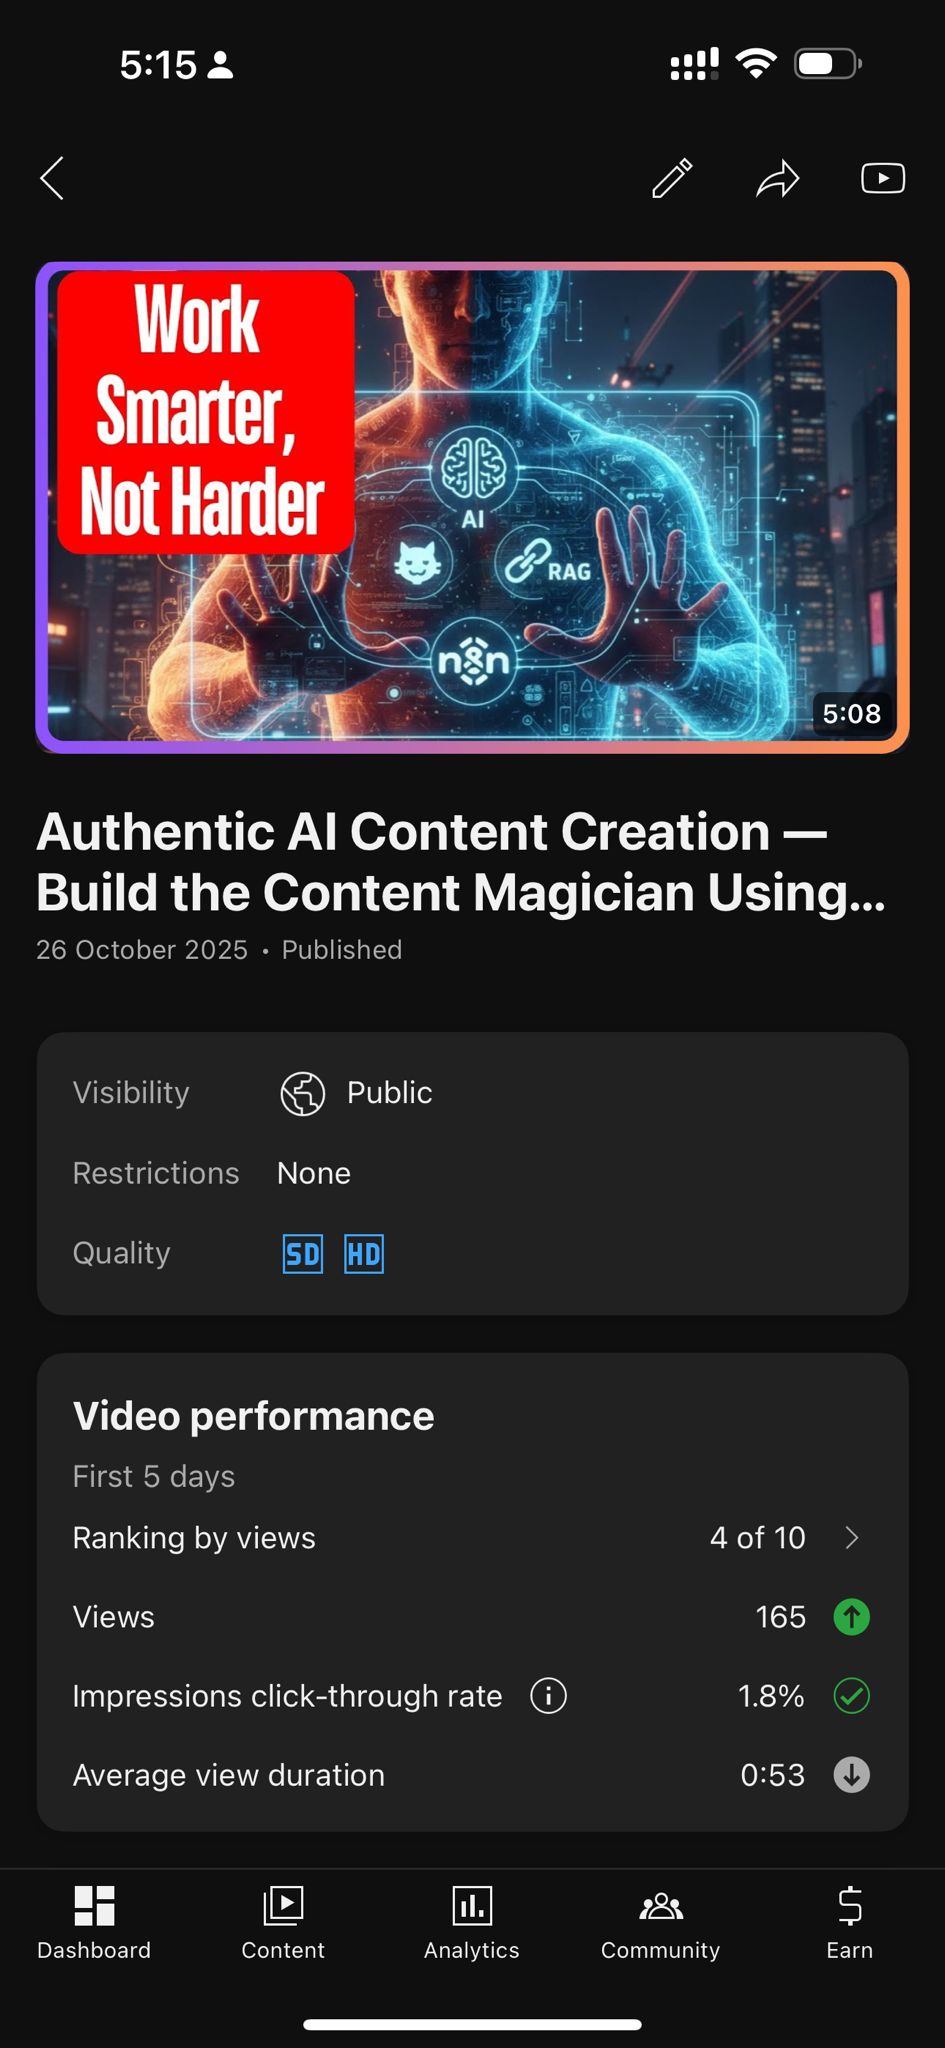 5:15
Work
Smarter,
Not Harder
AI
RAG
n8n
5:08
Authentic AI Content Creation —
Build the Content Magician Using...
26 October 2025 • Published
Visibility Public
Restrictions None
Quality SD HD
Video performance
First 5 days
Ranking by views 4 of 10
Views 165
Impressions click-through rate 1.8%
Average view duration 0:53
Dashboard Content Analytics Community Earn